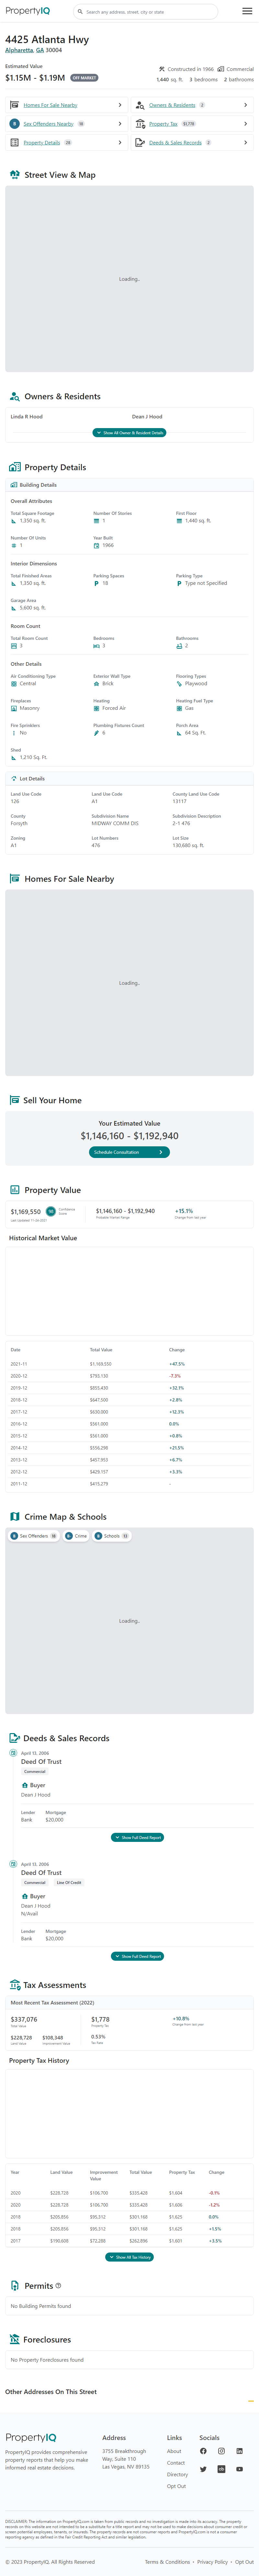 PropertyIQ
Search any address, street, city or state
4425 Atlanta Hwy
Alpharetta, GA 30004
Estimated Value
$1.15M - $1.19M OFF MARKET
Constructed in 1966 Commercial
1,440 sq. ft. 3 bedrooms 2 bathrooms
Homes For Sale Nearby
Owners & Residents 2
Sex Offenders Nearby
Property Tax $1,778
Property Details
Deeds & Sales Records 2
Street View & Map
Loading...
Owners & Residents
Linda R Hood
Dean J Hood
Show All Owner & Resident Details
Property Details
Building Details
Overall Attributes
Total Square Footage
1,350 sq. ft.
Number Of Stories
1
First Floor
1,440 sq. ft.
Number Of Units
1
Year Built
1966
Interior Dimensions
Total Finished Areas
1,350 sq. ft.
Parking Spaces
18
Parking Type
Type not Specified
Garage Area
5,600 sq. ft.
Room Count
Total Room Count
3
Bedrooms
3
Bathrooms
2
Other Details
Air Conditioning Type
Central
Exterior Wall Type
Brick
Flooring Types
Playwood
Fireplaces
Masonry
Heating
Forced Air
Heating Fuel Type
Gas
Fire Sprinklers
No
Plumbing Fixtures Count
6
Porch Area
64 Sq. Ft.
Shed
1,210 Sq. Ft.
Lot Details
Land Use Code
126
Land Use Code
A1
County Land Use Code
13117
County
Forsyth
Subdivision Name
MIDWAY COMM DIS
Subdivision Description
2-1 476
Zoning
A1
Lot Numbers
476
Lot Size
130,680 sq. ft.
Homes For Sale Nearby
Loading...
Sell Your Home
Your Estimated Value
$1,146,160 - $1,192,940
Schedule Consultation
Property Value
$1,169,550
Confidence Score
Last Updated 11-24-2021
$1,146,160 - $1,192,940
Probable Market Range
+15.1%
Change from last year
Historical Market Value
Date Total Value Change
2021-11 $1,169,550 +47.5%
2020-12 $793,130 -7.3%
2019-12 $855,430 +32.1%
2018-12 $647,500 +2.8%
2017-12 $630,000 +12.3%
2016-12 $561,000 0.0%
2015-12 $561,000 +0.8%
2014-12 $556,298 +21.5%
2013-12 $457,953 +6.7%
2012-12 $429,157 +3.3%
2011-12 $415,279 -
Crime Map & Schools
Sex Offenders
Crime
Schools
Loading...
Deeds & Sales Records
April 13, 2006
Deed Of Trust
Commercial
Buyer
Dean J Hood
Lender
Bank
Mortgage
$20,000
Show Full Deed Report
April 13, 2006
Deed Of Trust
Commercial Line Of Credit
Buyer
Dean J Hood
N/Avail
Lender
Bank
Mortgage
$20,000
Show Full Deed Report
Tax Assessments
Most Recent Tax Assessment (2022)
$337,076
Total Value
$228,728
Land Value
$108,348
Improvement Value
$1,778
Property Tax
0.53%
Tax Rate
+10.8%
Change from last year
Property Tax History
Year Land Value Improvement Value Total Value Property Tax Change
2020 $228,728 $106,700 $335,428 $1,604 -0.1%
2020 $228,728 $106,700 $335,428 $1,606 -1.2%
2018 $205,856 $95,312 $301,168 $1,625 0.0%
2018 $205,856 $95,312 $301,168 $1,625 +1.5%
2017 $190,608 $72,288 $262,896 $1,601 +3.5%
Show All Tax History
Permits
No Building Permits found
Foreclosures
No Property Foreclosures found
Other Addresses On This Street
PropertyIQ
PropertyIQ provides comprehensive property reports that help you make informed real estate decisions.
Address
3755 Breakthrough
Way, Suite 110
Las Vegas, NV 89135
Links
About
Contact
Directory
Opt Out
Socials
DISCLAIMER: The information on PropertyIQ.com is taken from public records and no investigation is made into its accuracy. The property records on this website are not intended to be a substitute for a title report and may not be used to make decisions about consumer credit or screen potential employees, tenants, or insureds. The property records are not consumer reports and PropertyIQ.com is not a consumer reporting agency as defined in the Fair Credit Reporting Act and similar legislation.
© 2023 PropertyIQ. All Rights Reserved
Terms & Conditions • Privacy Policy • Opt Out